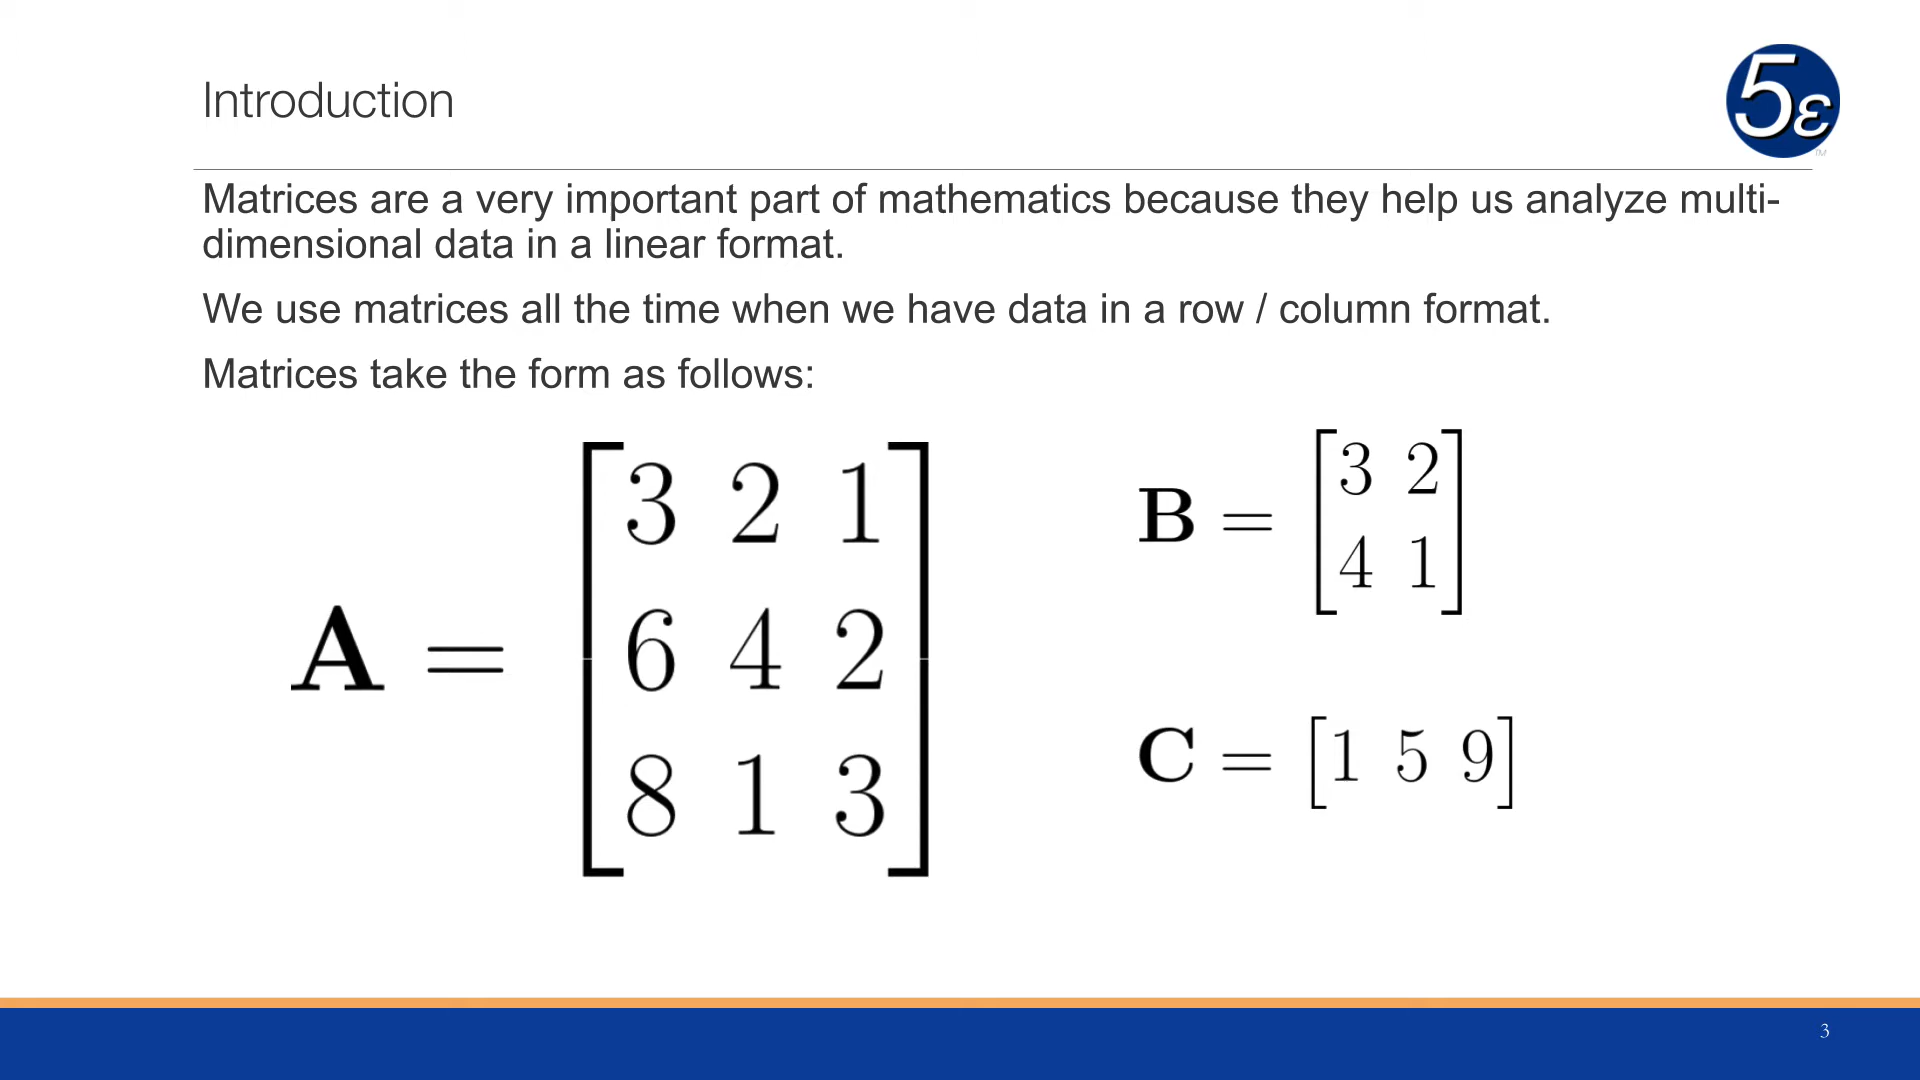 Introduction
5ε
TM
Matrices are a very important part of mathematics because they help us analyze multi-
dimensional data in a linear format.
We use matrices all the time when we have data in a row / column format.
Matrices take the form as follows:
A = [3 2 1
6 4 2
8 1 3]
B = [3 2
4 1]
C = [1 5 9]
3